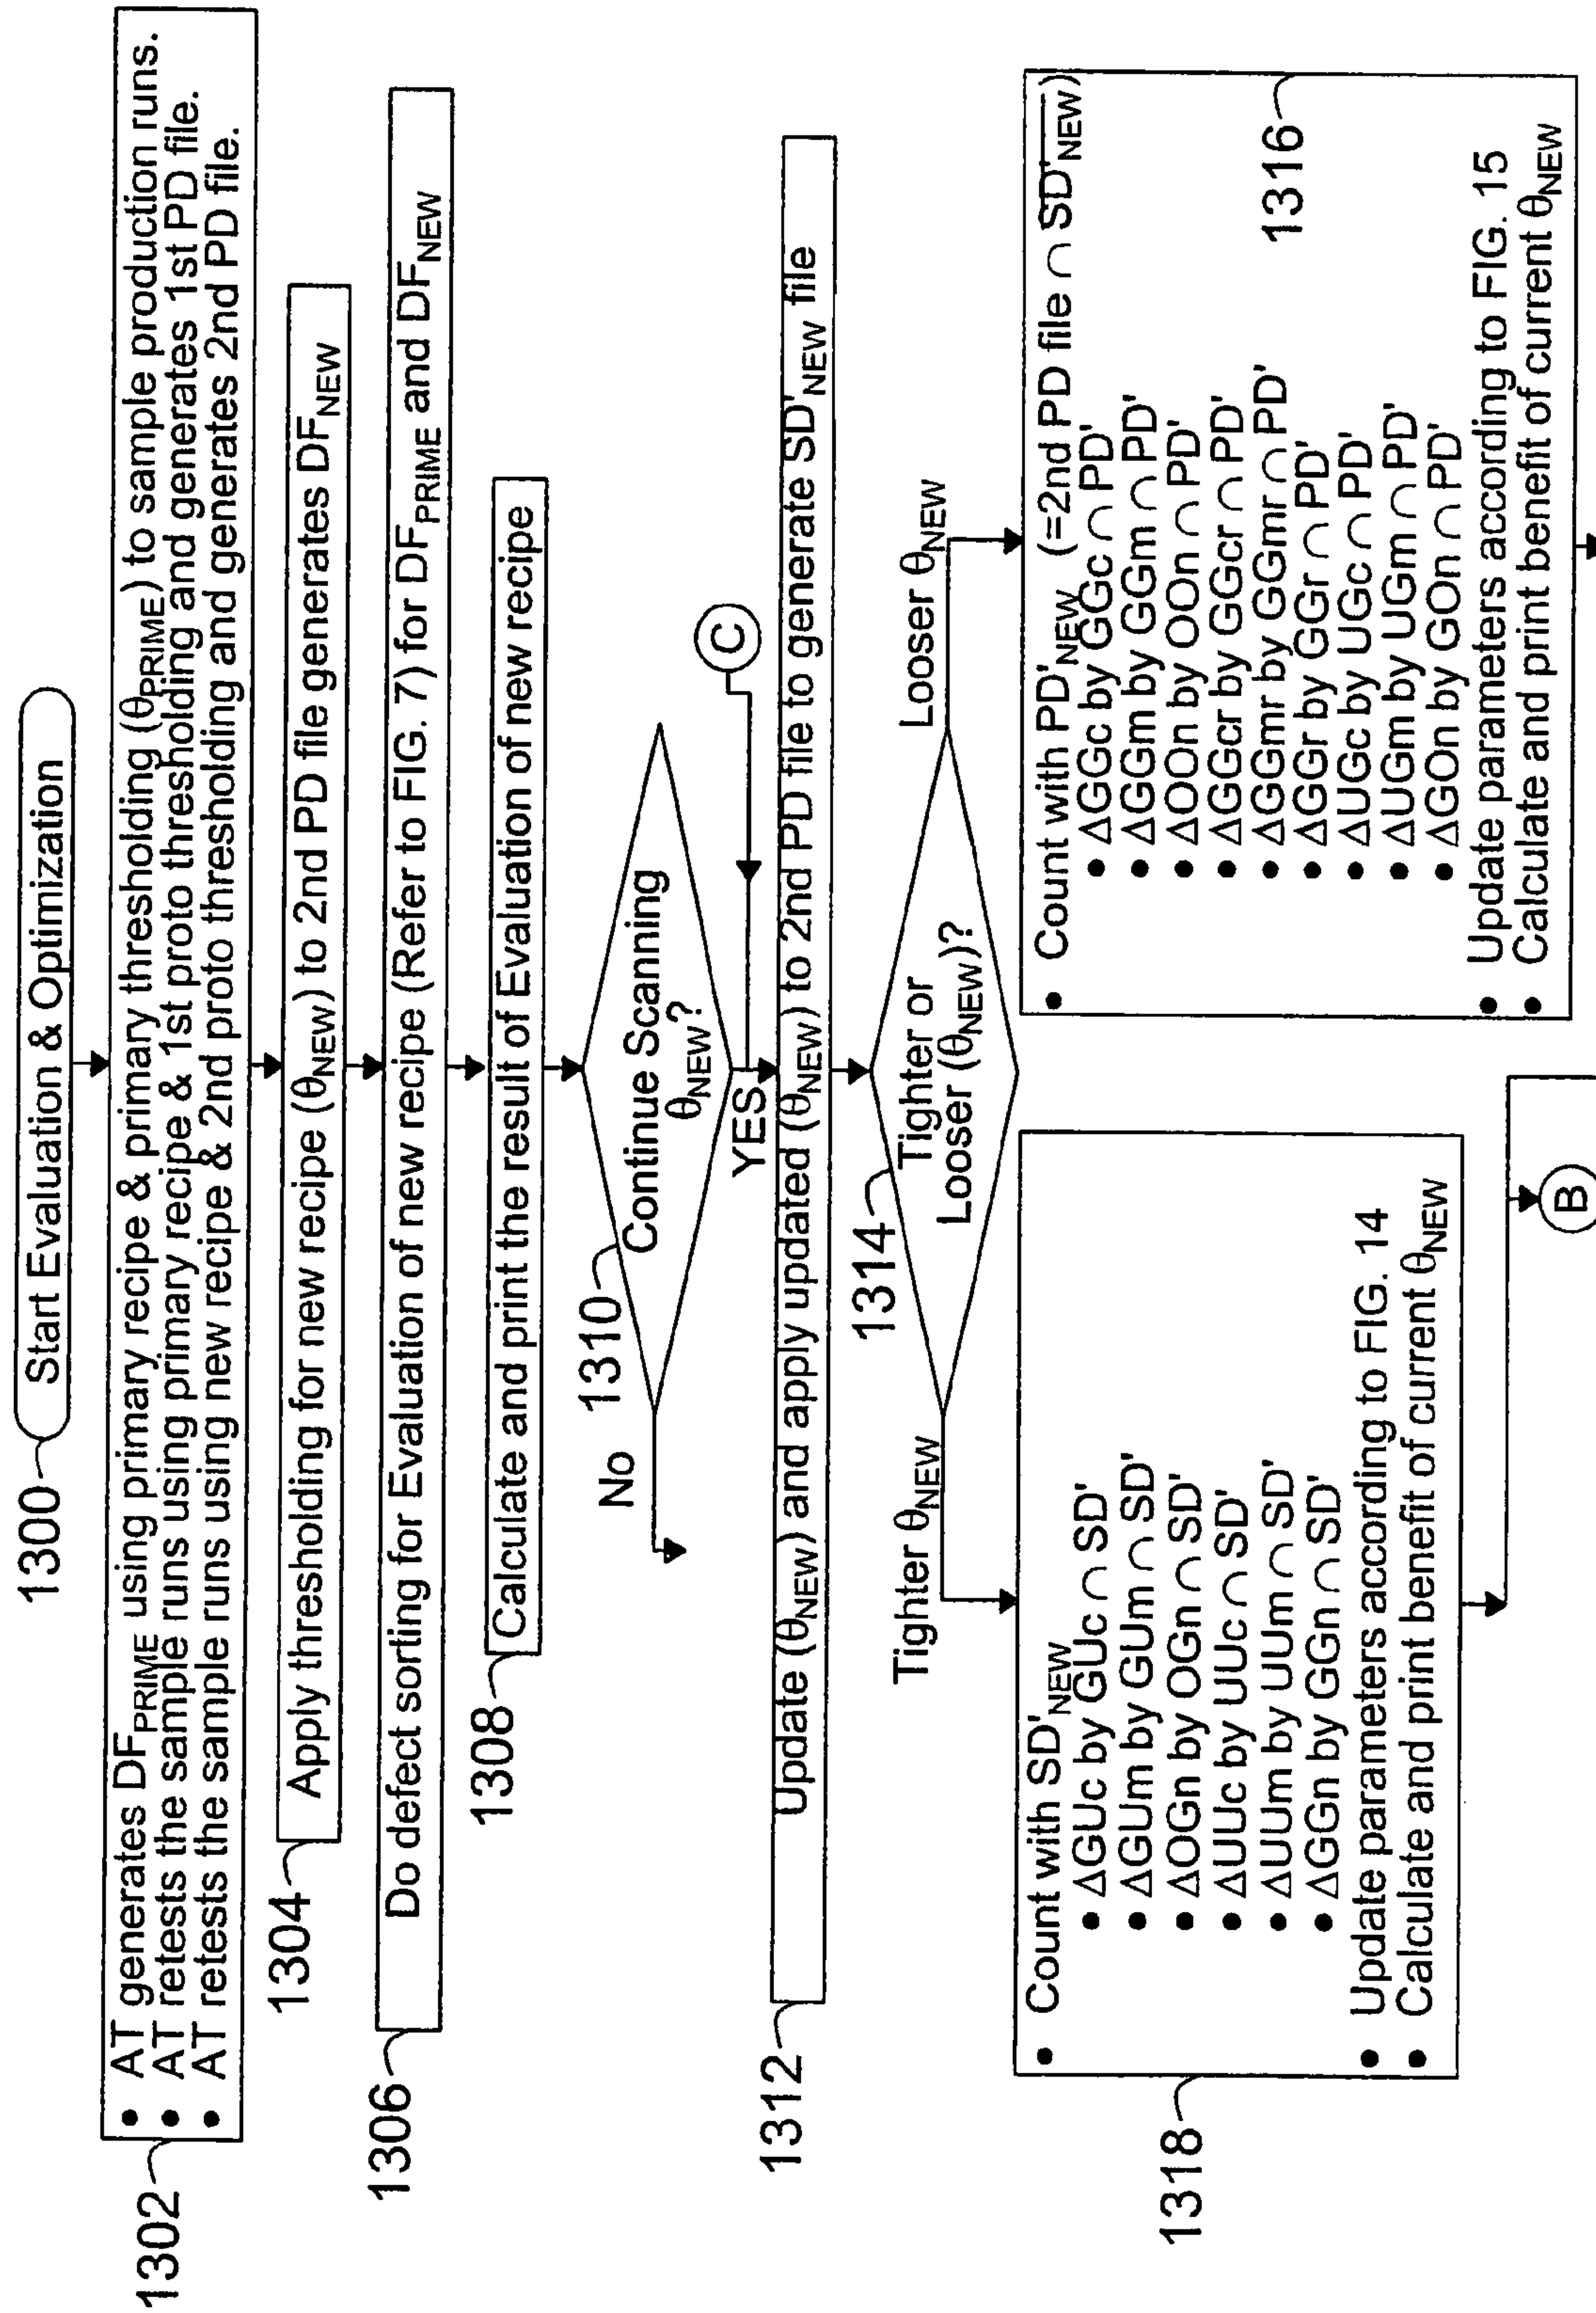 1300
Start Evaluation & Optimization
1302
• AT generates DF_PRIME using primary recipe & primary thresholding (θ_PRIME) to sample production runs.
• AT retests the sample runs using primary recipe & 1st proto thresholding and generates 1st PD file.
• AT retests the sample runs using new recipe & 2nd proto thresholding and generates 2nd PD file.
1304
Apply thresholding for new recipe (θ_NEW) to 2nd PD file generates DF_NEW
1306
Do defect sorting for Evaluation of new recipe (Refer to FIG. 7) for DF_PRIME and DF_NEW
1308
Calculate and print the result of Evaluation of new recipe
1310
Continue Scanning
θ_NEW?
No
YES
C
1312
Update (θ_NEW) and apply updated (θ_NEW) to 2nd PD file to generate SD'_NEW file
1314
Tighter or
Looser (θ_NEW)?
Tighter θ_NEW
Looser θ_NEW
1318
• Count with SD'_NEW
• ΔGUc by GUc ∩ SD'
• ΔGUm by GUm ∩ SD'
• ΔOGn by OGn ∩ SD'
• ΔUUc by UUc ∩ SD'
• ΔUUm by UUm ∩ SD'
• ΔGGn by GGn ∩ SD'
• Update parameters according to FIG. 14
• Calculate and print benefit of current θ_NEW
1316
• Count with PD'_NEW (=2nd PD file ∩ S̅D̅'̅_NEW)
• ΔGGc by GGc ∩ PD'
• ΔGGm by GGm ∩ PD'
• ΔOOn by OOn ∩ PD'
• ΔGGcr by GGcr ∩ PD'
• ΔGGmr by GGmr ∩ PD'
• ΔGGr by GGr ∩ PD'
• ΔUGc by UGc ∩ PD'
• ΔUGm by UGm ∩ PD'
• ΔGOn by GOn ∩ PD'
• Update parameters according to FIG. 15
• Calculate and print benefit of current θ_NEW
B